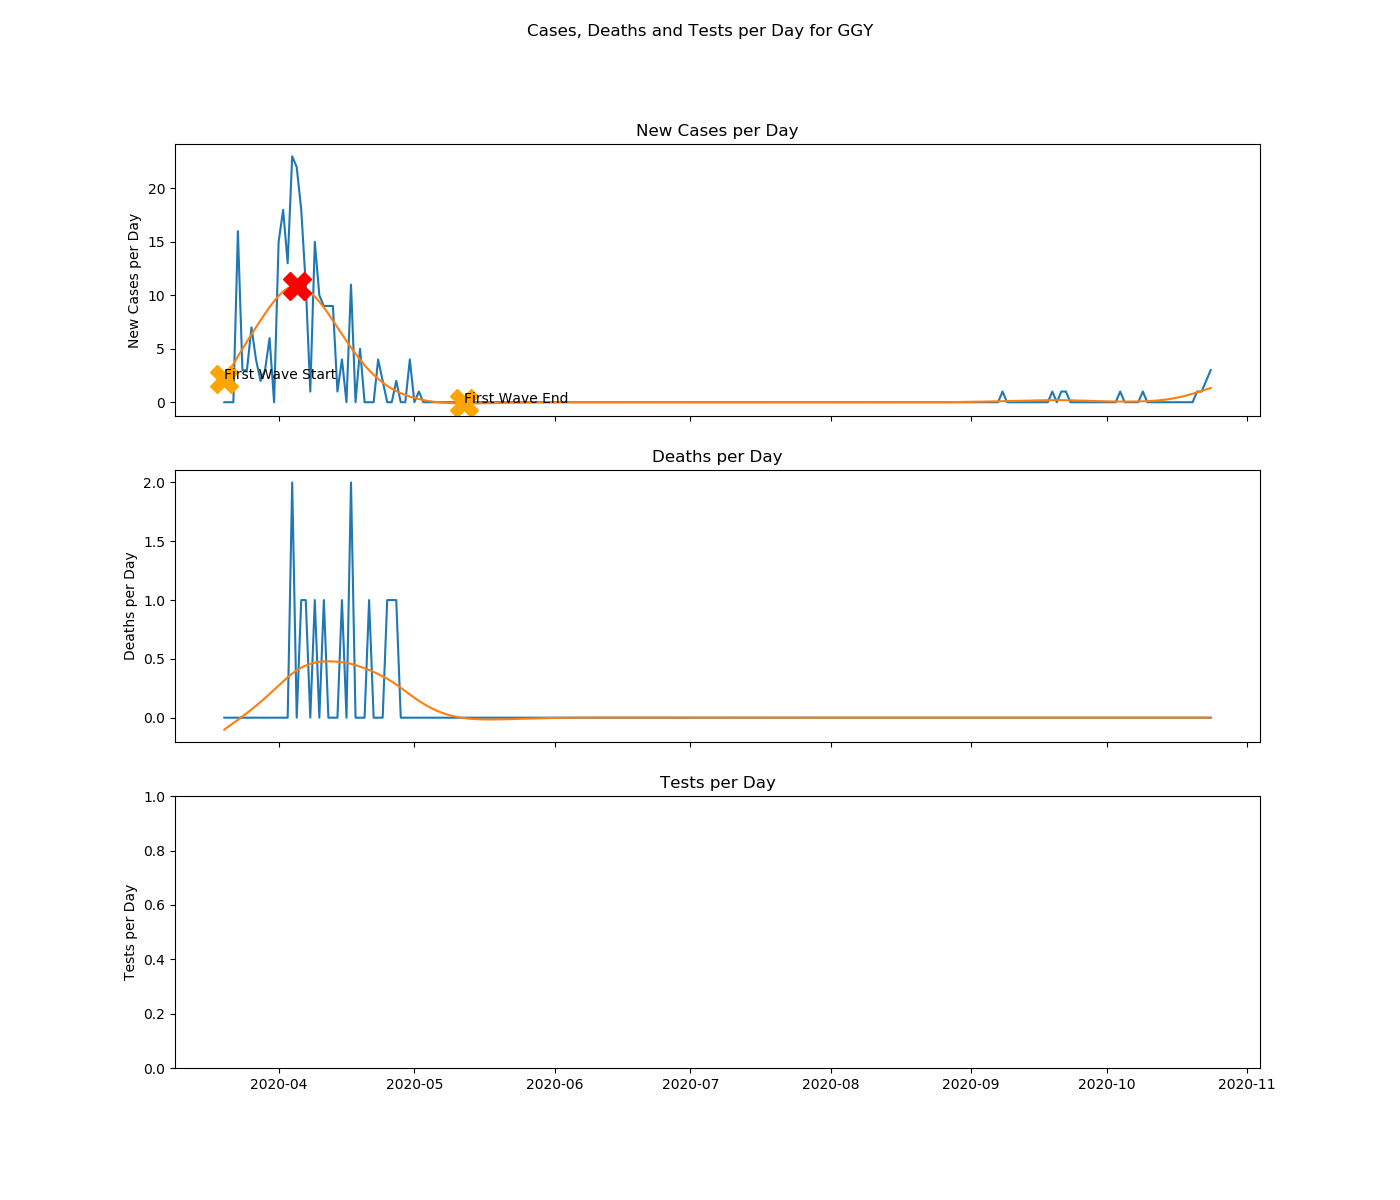 Cases, Deaths and Tests per Day for GGY
New Cases per Day
New Cases per Day
20
15
10
5
0
First Wave Start
First Wave End
Deaths per Day
Deaths per Day
2.0
1.5
1.0
0.5
0.0
Tests per Day
Tests per Day
1.0
0.8
0.6
0.4
0.2
0.0
2020-04 2020-05 2020-06 2020-07 2020-08 2020-09 2020-10 2020-11